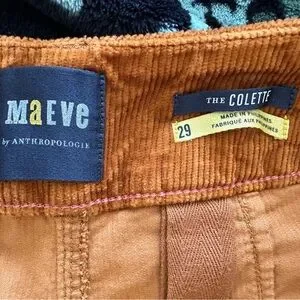 MaEVe
by ANTHROPOLOGIE
THE COLETTE
29
MADE IN PHILIPPINES
FABRIQUÉ AUX PHILIPPINES